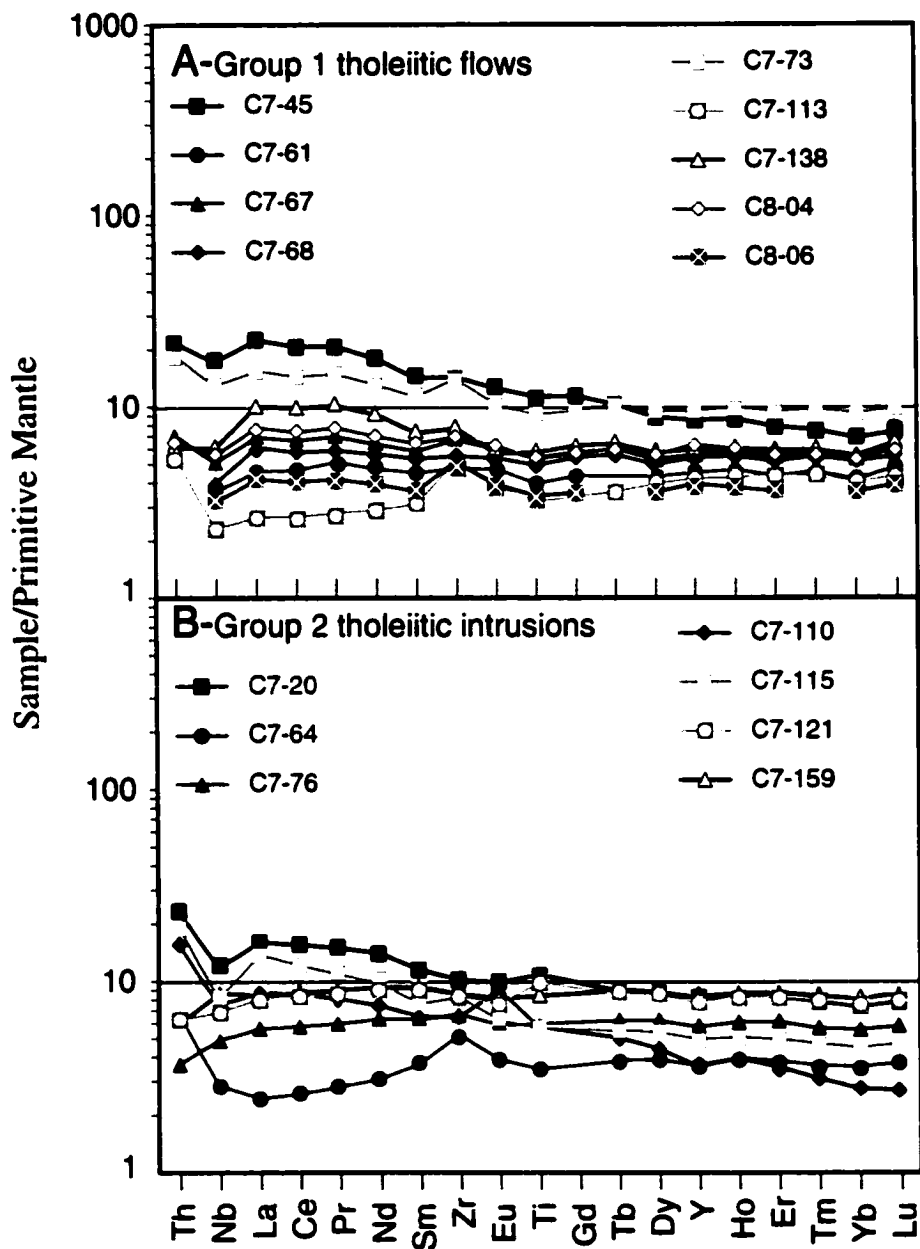 Sample/Primitive Mantle
1000
100
10
1
A-Group 1 tholeiitic flows
C7-45
C7-61
C7-67
C7-68
C7-73
C7-113
C7-138
C8-04
C8-06
B-Group 2 tholeiitic intrusions
C7-20
C7-64
C7-76
C7-110
C7-115
C7-121
C7-159
100
10
1
Th Nb La Ce Pr Nd Sm Zr Eu Ti Gd Tb Dy Y Ho Er Tm Yb Lu